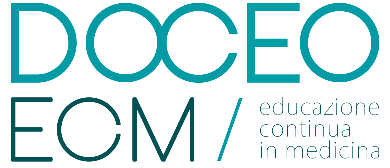 DOCEO
ECM / educazione
continua
in medicina